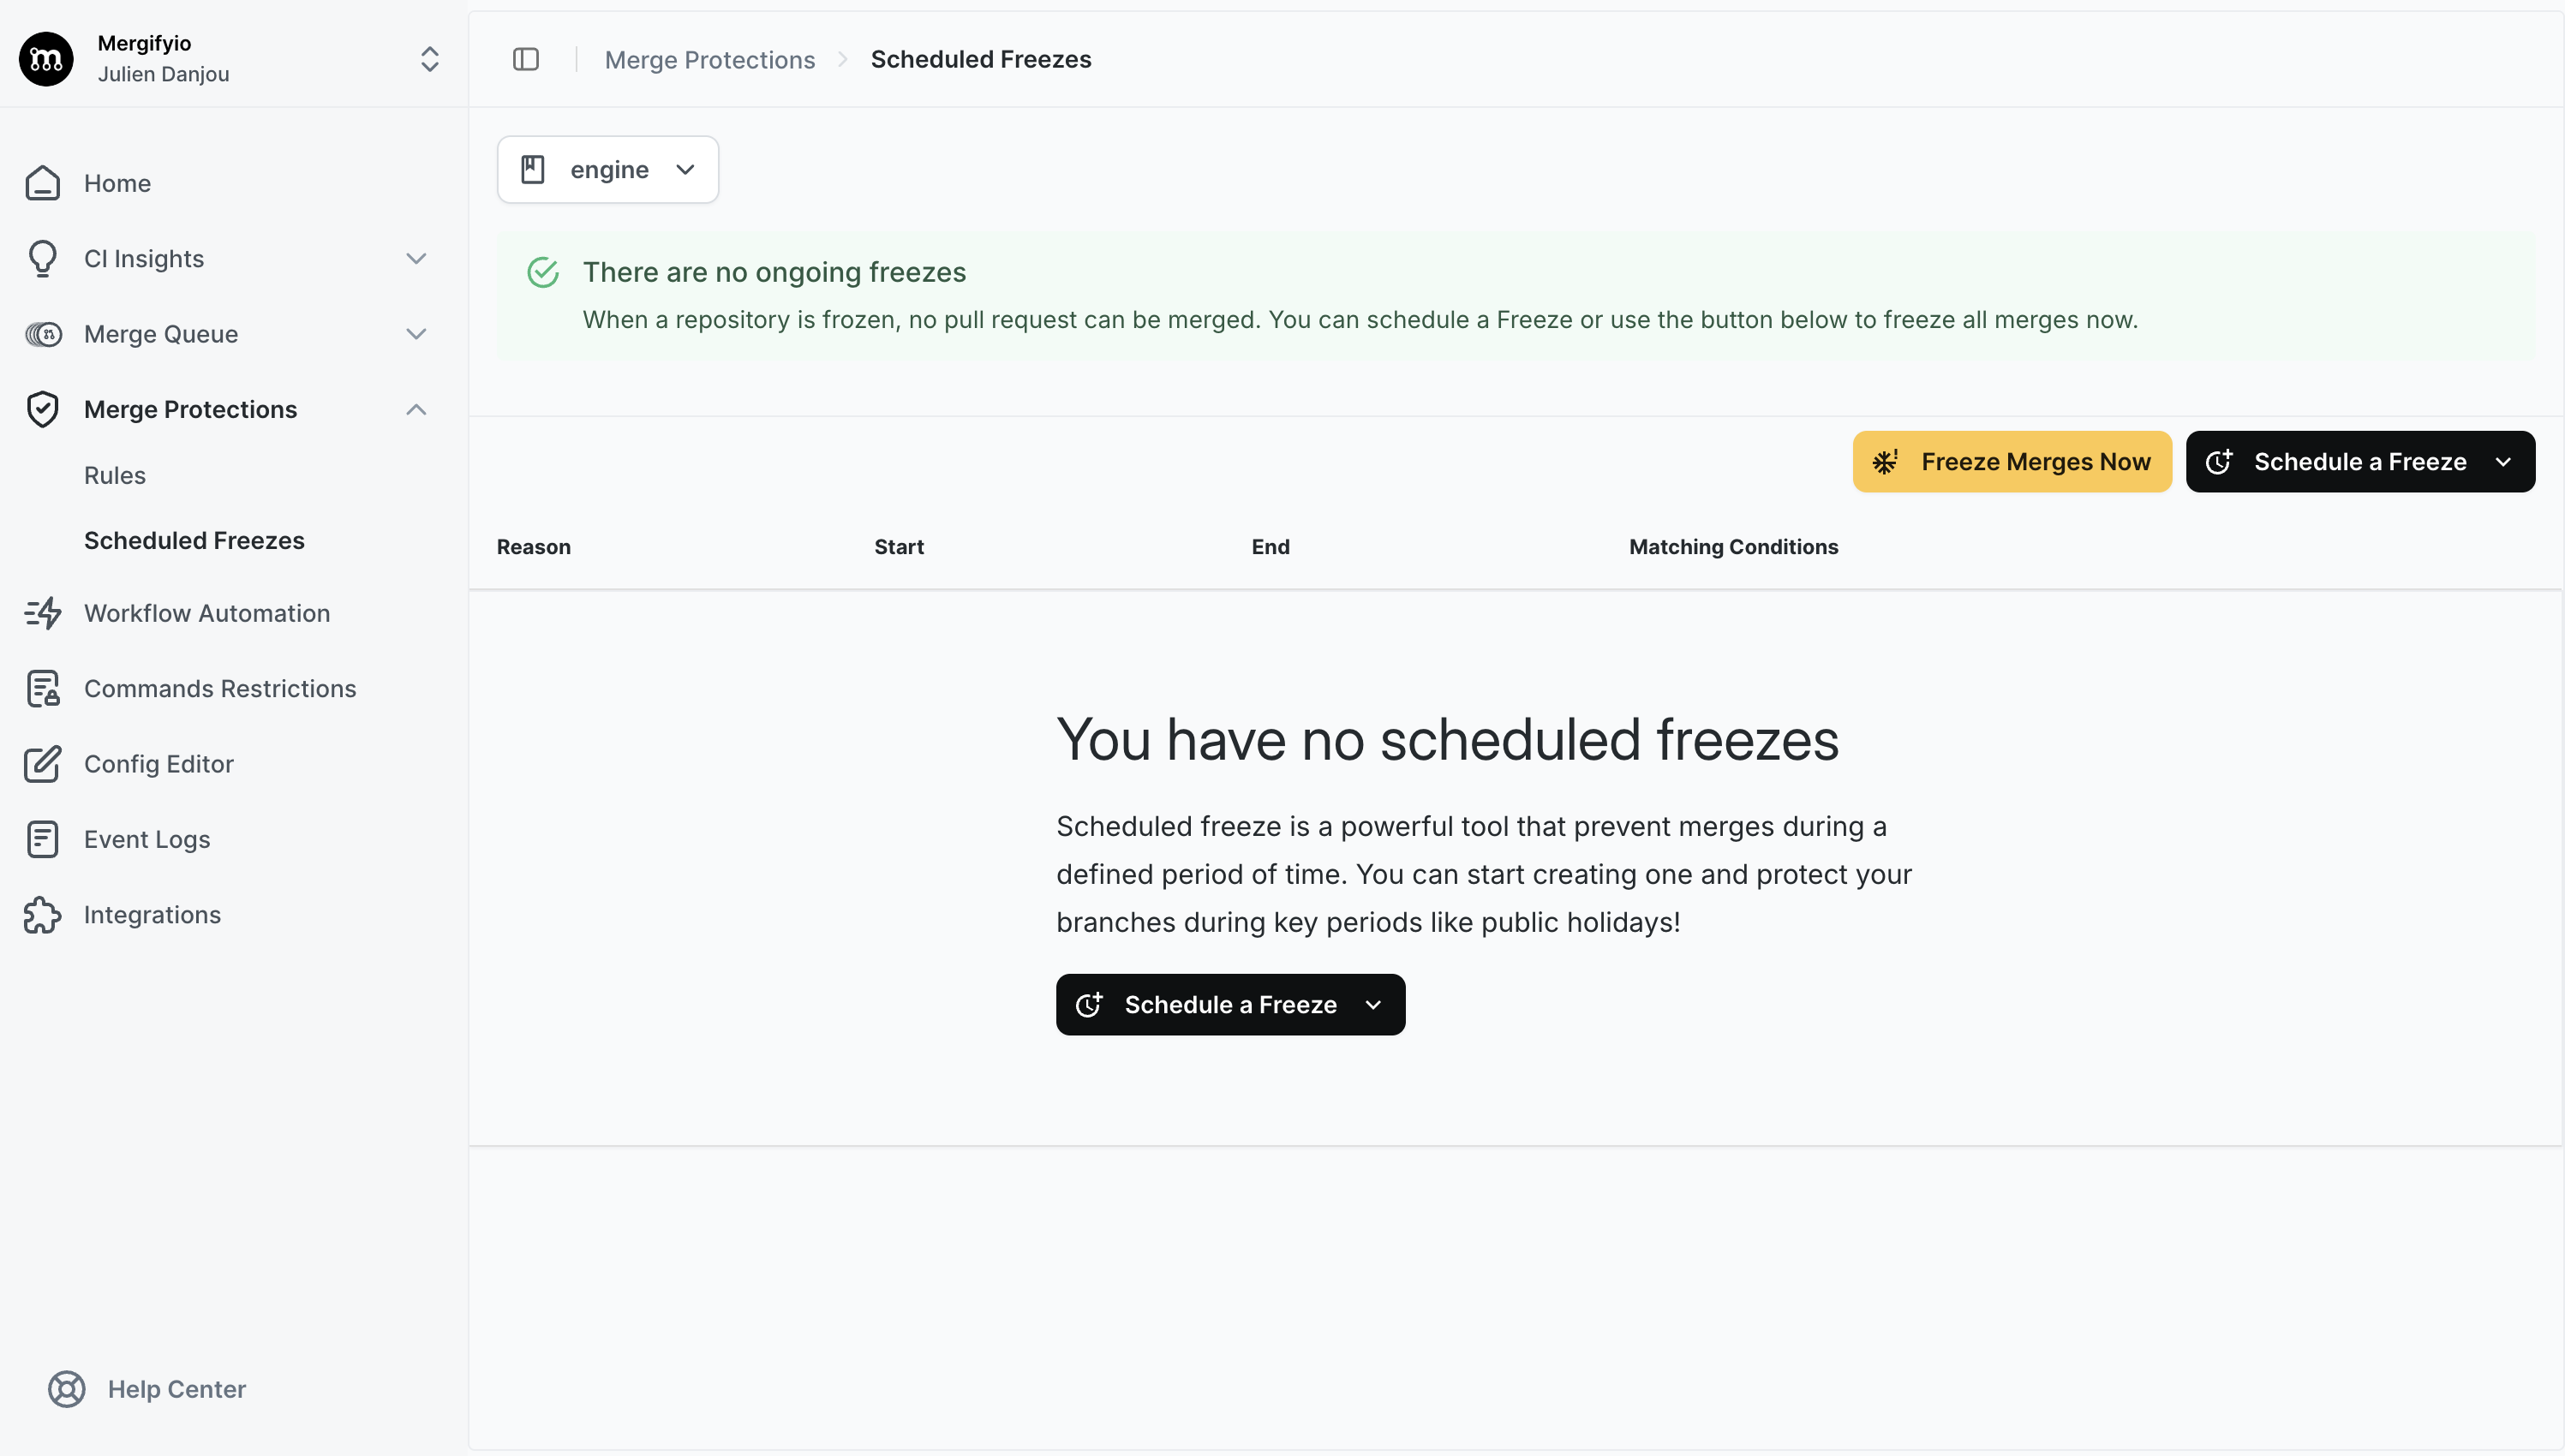 Mergifyio
Julien Danjou
Home
CI Insights
Merge Queue
Merge Protections
Rules
Scheduled Freezes
Workflow Automation
Commands Restrictions
Config Editor
Event Logs
Integrations
Help Center
Merge Protections
Scheduled Freezes
engine
There are no ongoing freezes
When a repository is frozen, no pull request can be merged. You can schedule a Freeze or use the button below to freeze all merges now.
Freeze Merges Now
Schedule a Freeze
Reason Start End Matching Conditions
You have no scheduled freezes
Scheduled freeze is a powerful tool that prevent merges during a
defined period of time. You can start creating one and protect your
branches during key periods like public holidays!
Schedule a Freeze